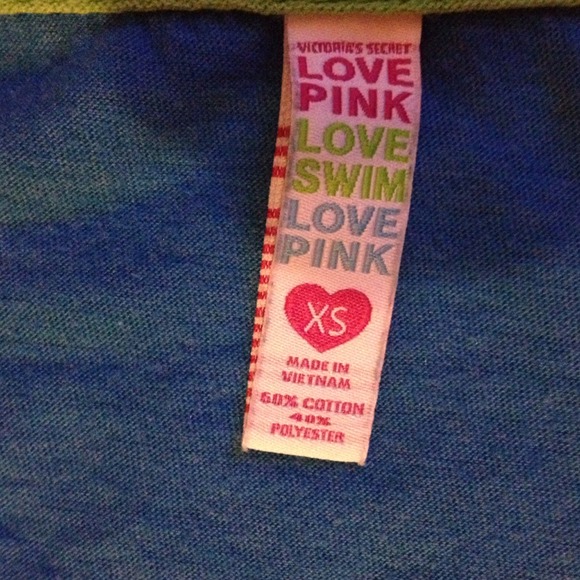 VICTORIA'S SECRET
LOVE
PINK
LOVE
SWIM
LOVE
PINK
XS
MADE IN
VIETNAM
60% COTTON
40%
POLYESTER